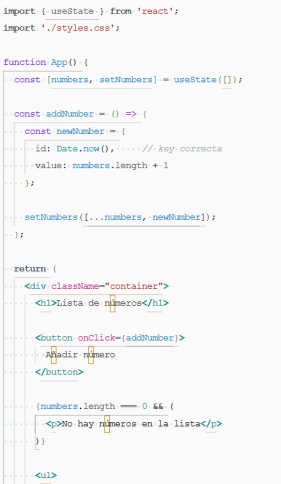 import { useState } from 'react';
import './styles.css';
function App() {
const [numbers, setNumbers] = useState([]);
const addNumber = () => {
const newNumber = {
id: Date.now(), // key correcta
value: numbers.length + 1
};
setNumbers([...numbers, newNumber]);
};
return (
<div className="container">
<h1>Lista de números</h1>
<button onClick={addNumber}>
Añadir número
</button>
{numbers.length === 0 && (
<p>No hay números en la lista</p>
)}
<ul>